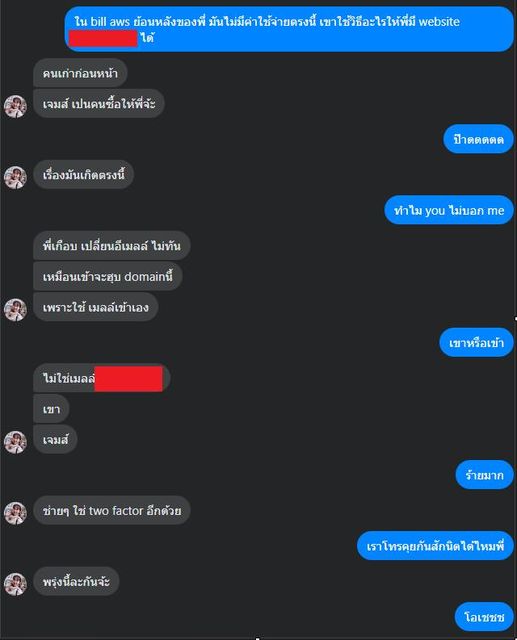 ใน bill aws ย้อนหลังของพี่ มันไม่มีค่าใช้จ่ายตรงนี้ เขาใช้วิธีอะไรให้พี่มี website
ได้
คนเก่าก่อนหน้า
เจมส์ เปนคนซื้อให้พี่จ้ะ
ป๊าดดดดด
เรื่องมันเกิดตรงนี้
ทำไม you ไม่บอก me
พี่เกือบ เปลี่ยนอีเมลล์ ไม่ทัน
เหมือนเข้าจะฮุบ domainนี้
เพราะใช้ เมลล์เข้าเอง
เขาหรือเข้า
ไม่ใช่เมลล์
เขา
เจมส์
ร้ายมาก
ช่ายๆ ใช่ two factor อีกด้วย
เราโทรคุยกันสักนิดได้ไหมพี่
พรุ่งนี้ละกันจ้ะ
โอเชชช